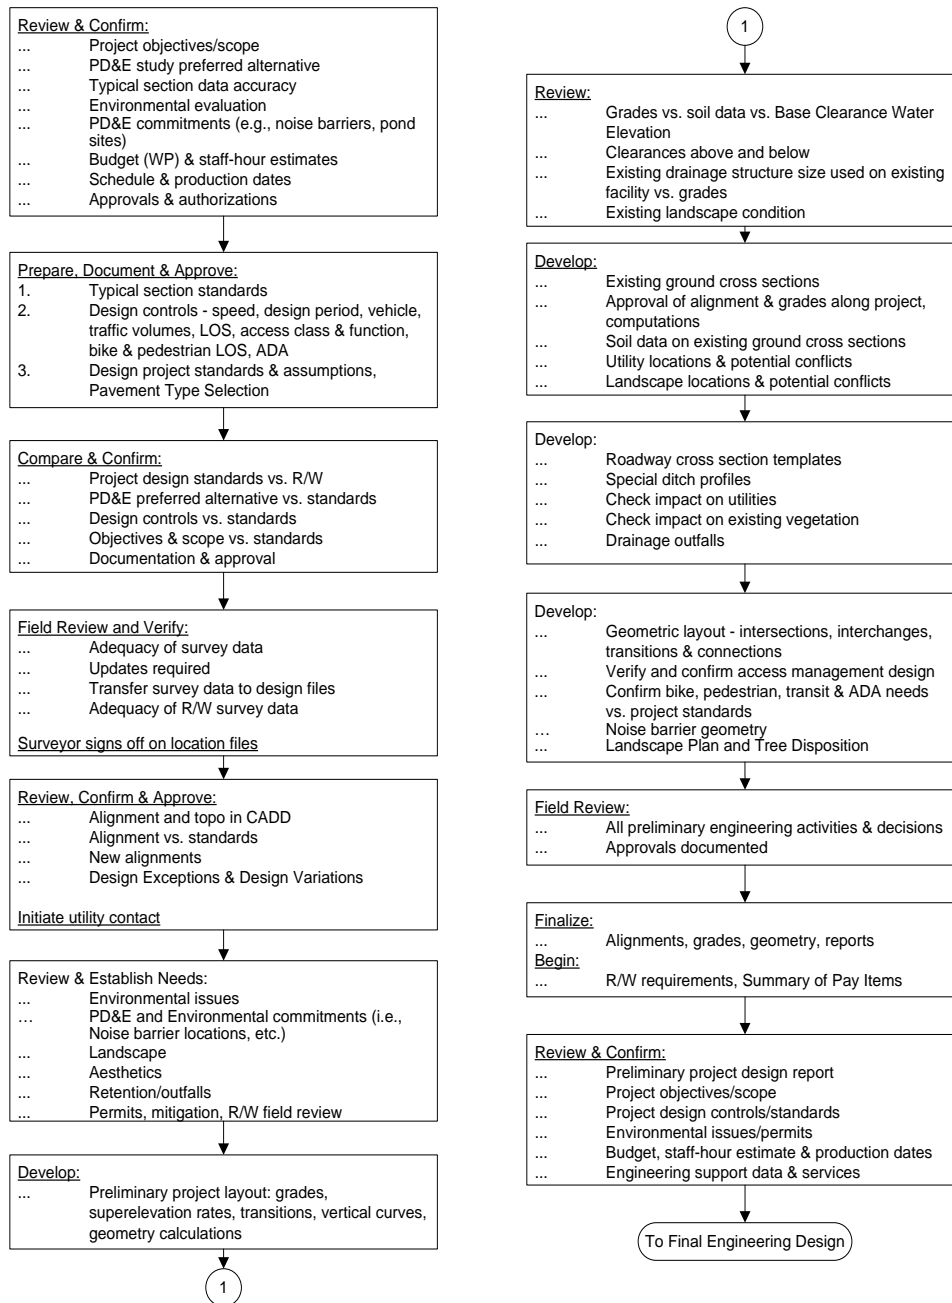 Review & Confirm:
... Project objectives/scope
... PD&E study preferred alternative
... Typical section data accuracy
... Environmental evaluation
... PD&E commitments (e.g., noise barriers, pond
sites)
... Budget (WP) & staff-hour estimates
... Schedule & production dates
... Approvals & authorizations
Prepare, Document & Approve:
1. Typical section standards
2. Design controls - speed, design period, vehicle,
traffic volumes, LOS, access class & function,
bike & pedestrian LOS, ADA
3. Design project standards & assumptions,
Pavement Type Selection
Compare & Confirm:
... Project design standards vs. R/W
... PD&E preferred alternative vs. standards
... Design controls vs. standards
... Objectives & scope vs. standards
... Documentation & approval
Field Review and Verify:
... Adequacy of survey data
... Updates required
... Transfer survey data to design files
... Adequacy of R/W survey data
Surveyor signs off on location files
Review, Confirm & Approve:
... Alignment and topo in CADD
... Alignment vs. standards
... New alignments
... Design Exceptions & Design Variations
Initiate utility contact
Review & Establish Needs:
... Environmental issues
... PD&E and Environmental commitments (i.e.,
Noise barrier locations, etc.)
... Landscape
... Aesthetics
... Retention/outfalls
... Permits, mitigation, R/W field review
Develop:
... Preliminary project layout: grades,
superelevation rates, transitions, vertical curves,
geometry calculations
1
1
Review:
... Grades vs. soil data vs. Base Clearance Water
Elevation
... Clearances above and below
... Existing drainage structure size used on existing
facility vs. grades
... Existing landscape condition
Develop:
... Existing ground cross sections
... Approval of alignment & grades along project,
computations
... Soil data on existing ground cross sections
... Utility locations & potential conflicts
... Landscape locations & potential conflicts
Develop:
... Roadway cross section templates
... Special ditch profiles
... Check impact on utilities
... Check impact on existing vegetation
... Drainage outfalls
Develop:
... Geometric layout - intersections, interchanges,
transitions & connections
... Verify and confirm access management design
... Confirm bike, pedestrian, transit & ADA needs
vs. project standards
... Noise barrier geometry
... Landscape Plan and Tree Disposition
Field Review:
... All preliminary engineering activities & decisions
... Approvals documented
Finalize:
... Alignments, grades, geometry, reports
Begin:
... R/W requirements, Summary of Pay Items
Review & Confirm:
... Preliminary project design report
... Project objectives/scope
... Project design controls/standards
... Environmental issues/permits
... Budget, staff-hour estimate & production dates
... Engineering support data & services
To Final Engineering Design